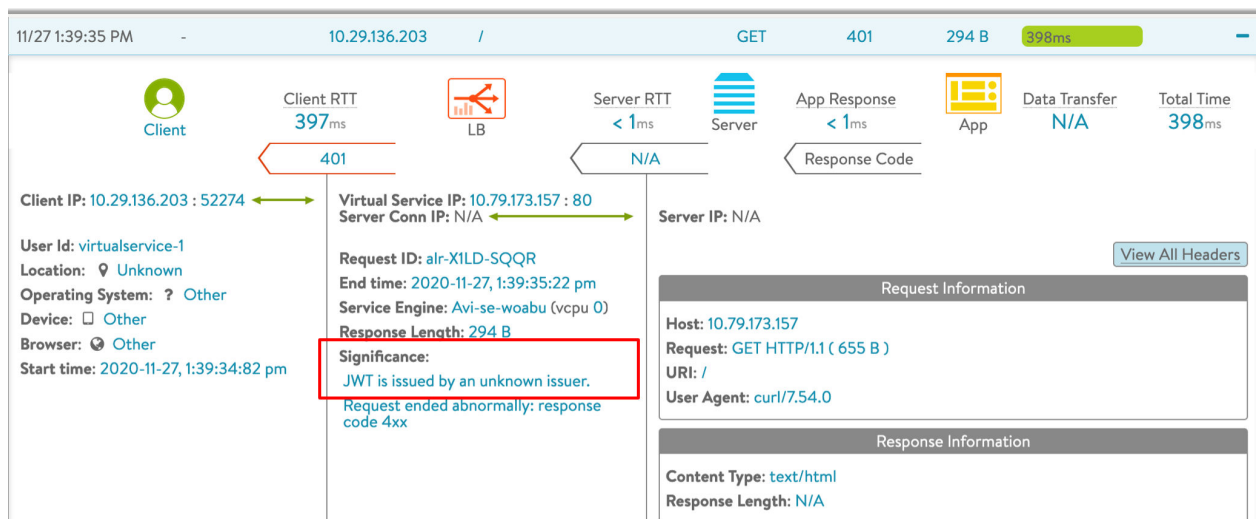 11/27 1:39:35 PM - 10.29.136.203 / GET 401 294 B 398ms
Client RTT Server RTT App Response Data Transfer Total Time
397ms < 1ms < 1ms N/A 398ms
Client LB Server App
401 N/A Response Code
Client IP: 10.29.136.203 : 52274
User Id: virtualservice-1
Location: Unknown
Operating System: ? Other
Device: Other
Browser: Other
Start time: 2020-11-27, 1:39:34:82 pm
Virtual Service IP: 10.79.173.157 : 80
Server Conn IP: N/A
Request ID: alr-X1LD-SQQR
End time: 2020-11-27, 1:39:35:22 pm
Service Engine: Avi-se-woabu (vcpu 0)
Response Length: 294 B
Significance:
JWT is issued by an unknown issuer.
Request ended abnormally: response
code 4xx
Server IP: N/A
View All Headers
Request Information
Host: 10.79.173.157
Request: GET HTTP/1.1 ( 655 B )
URI: /
User Agent: curl/7.54.0
Response Information
Content Type: text/html
Response Length: N/A